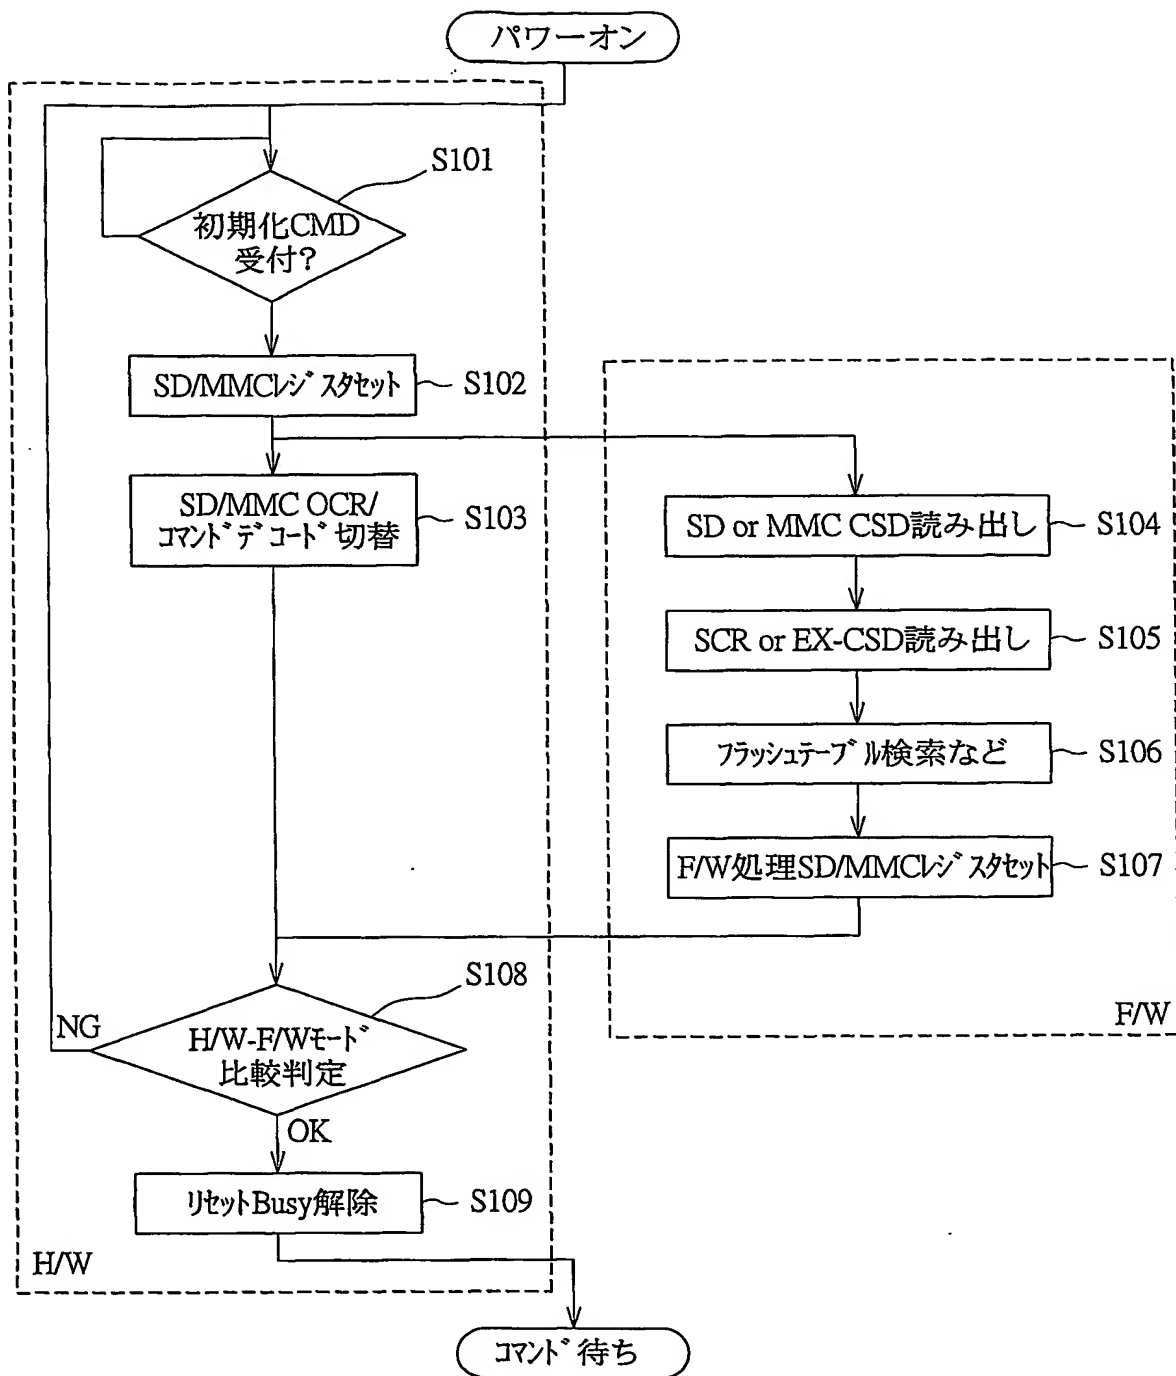 パワーオン
S101
初期化CMD
受付?
SD/MMCレジスタセット
S102
SD/MMC OCR/
コマンドデコード切替
S103
SD or MMC CSD読み出し
S104
SCR or EX-CSD読み出し
S105
フラッシュテーブル検索など
S106
F/W処理SD/MMCレジスタセット
S107
F/W
S108
NG
H/W-F/Wモード
比較判定
OK
リセットBusy解除
S109
H/W
コマンド待ち